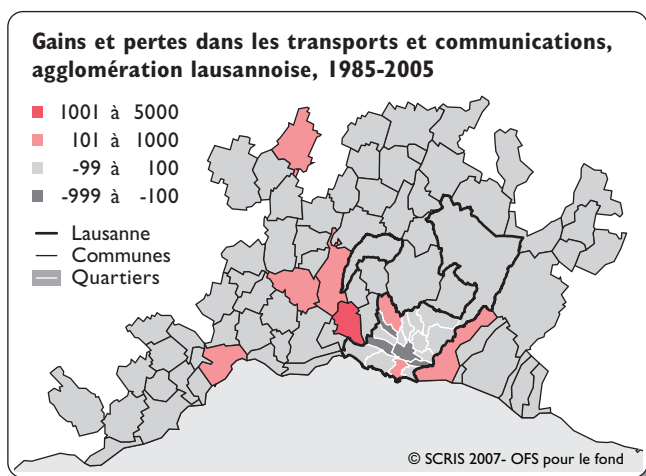 Gains et pertes dans les transports et communications,
agglomération lausannoise, 1985-2005
1001 à 5000
101 à 1000
-99 à 100
-999 à -100
Lausanne
Communes
Quartiers
© SCRIS 2007- OFS pour le fond